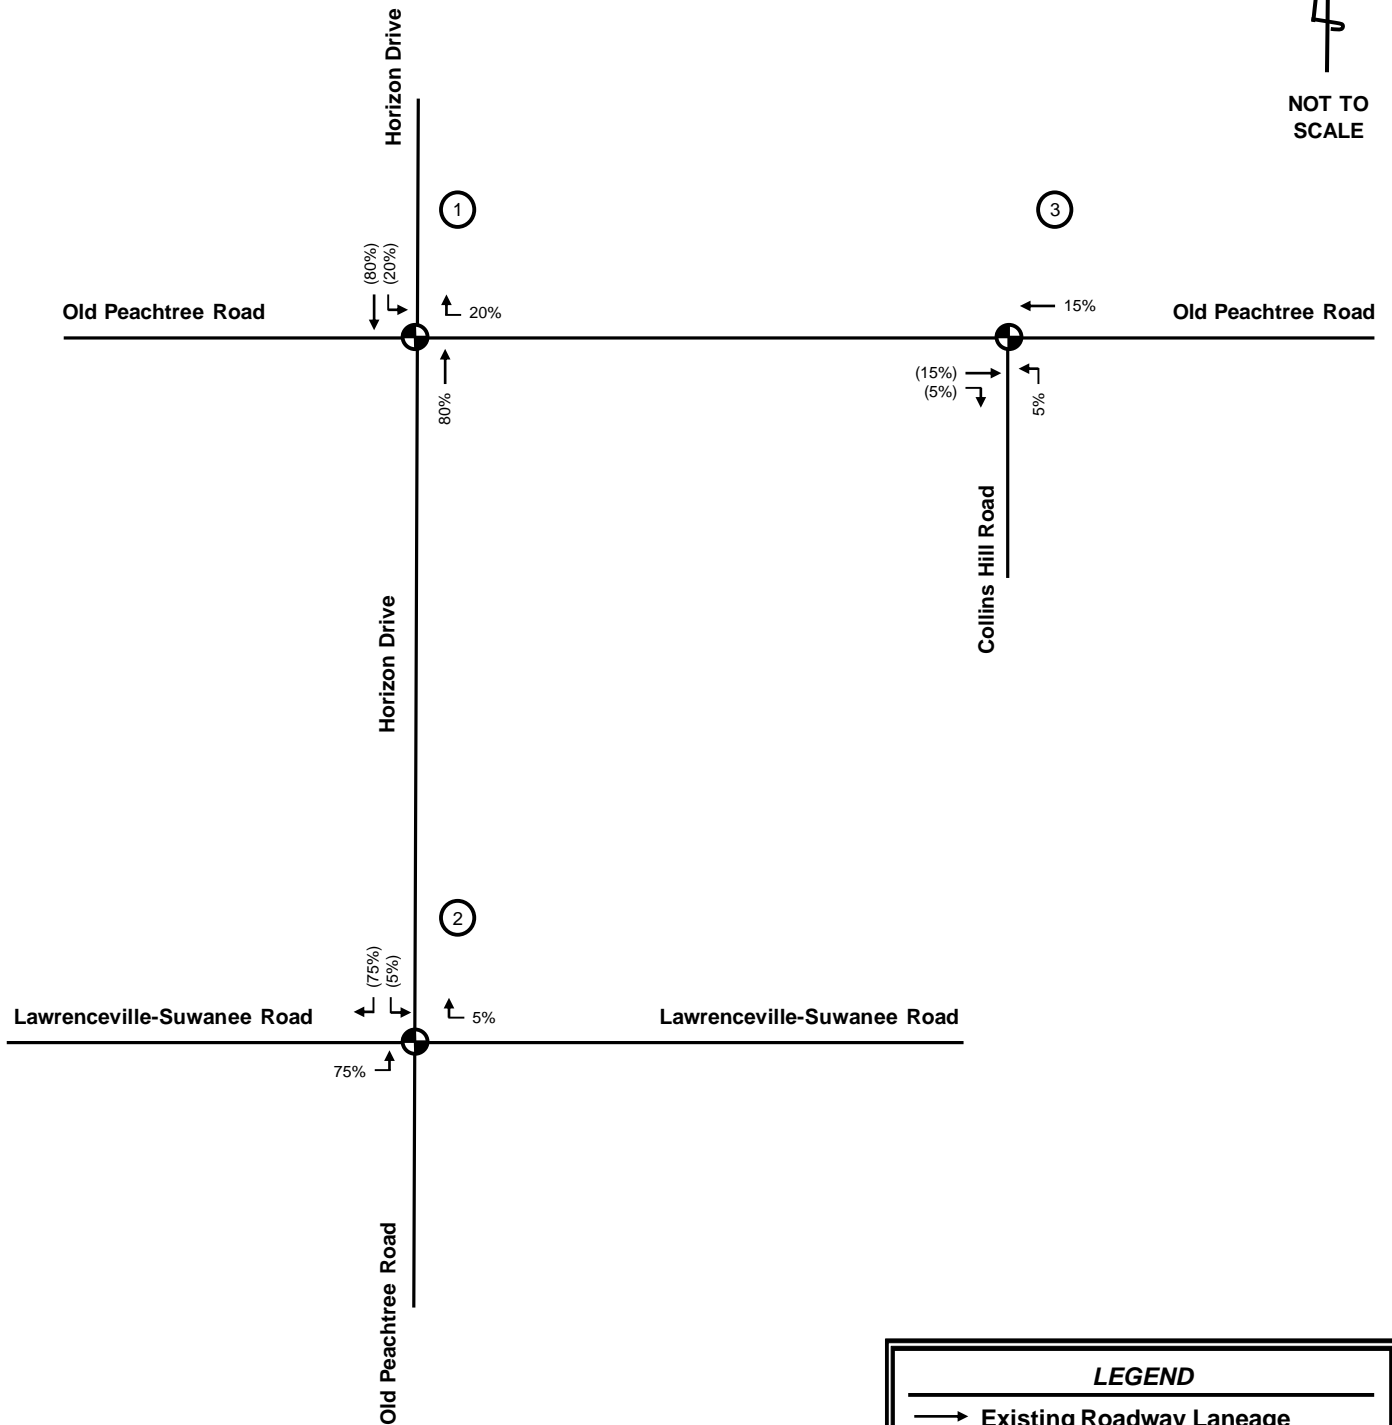 Horizon Drive
NOT TO
SCALE
1
3
(80%)
(20%)
20%
80%
Old Peachtree Road
15%
Old Peachtree Road
(15%)
(5%)
5%
Collins Hill Road
Horizon Drive
2
(75%)
(5%)
5%
Lawrenceville-Suwanee Road
Lawrenceville-Suwanee Road
75%
Old Peachtree Road
LEGEND
Existing Roadway Laneage